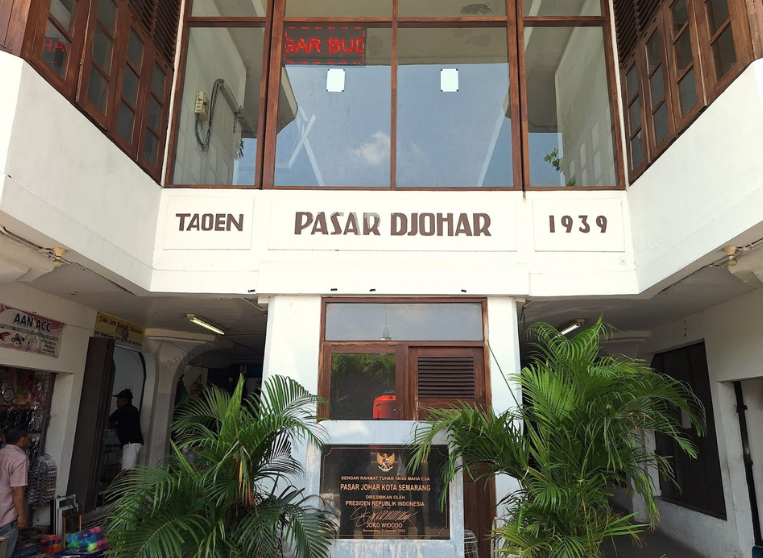 GAR BUD
TAOEN
PASAR DJOHAR
1939
AAN ACC
DENGAN RAHMAT TUHAN YANG MAHA ESA
PASAR JOHAR KOTA SEMARANG
DIRESMIKAN OLEH
PRESIDEN REPUBLIK INDONESIA
JOKO WIDODO